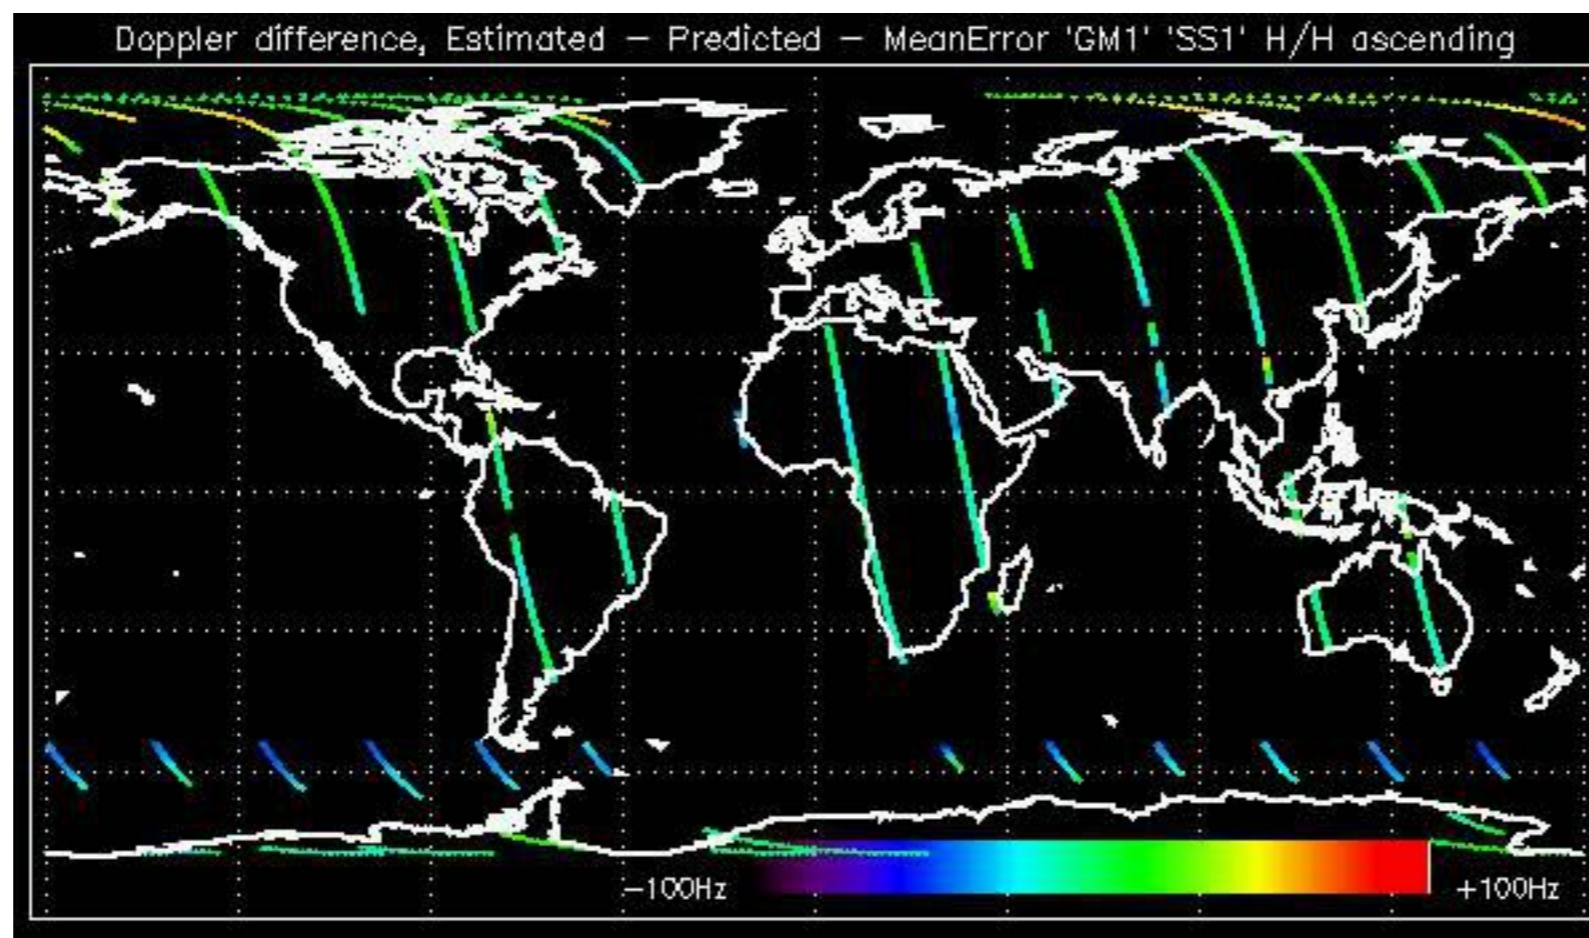 Doppler difference, Estimated – Predicted – MeanError 'GM1' 'SS1' H/H ascending
–100Hz
+100Hz